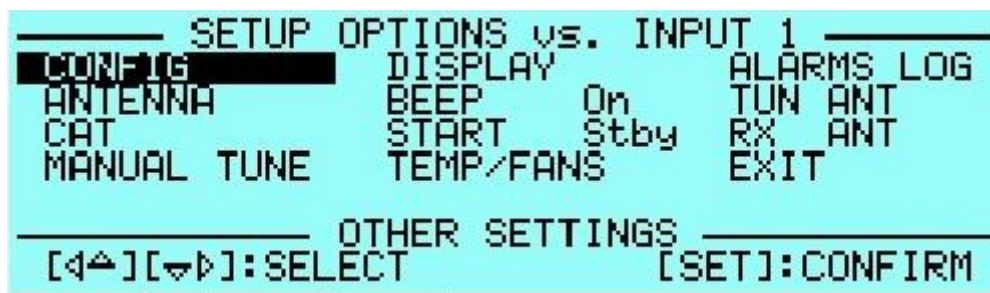 SETUP OPTIONS vs. INPUT 1
CONFIG DISPLAY ALARMS LOG
ANTENNA BEEP On TUN ANT
CAT START Stby RX ANT
MANUAL TUNE TEMP/FANS EXIT
OTHER SETTINGS
[◁△][▽▷]:SELECT [SET]:CONFIRM